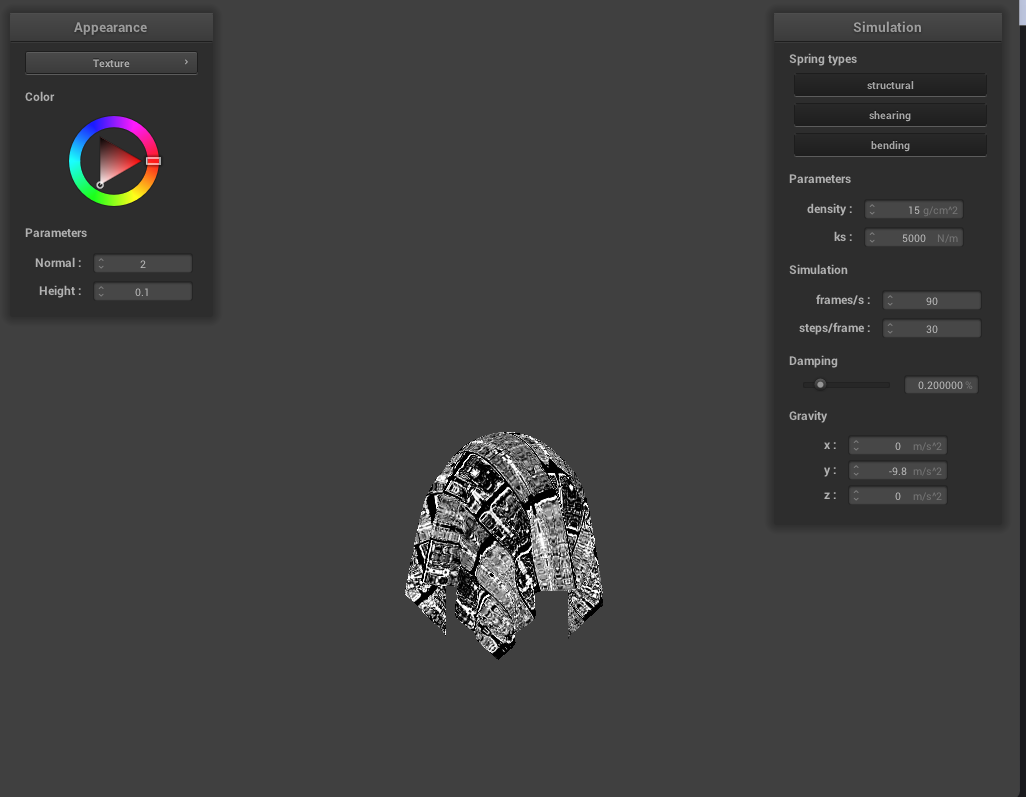 Appearance
Texture
Color
Parameters
Normal : 2
Height : 0.1
Simulation
Spring types
structural
shearing
bending
Parameters
density : 15 g/cm^2
ks : 5000 N/m
Simulation
frames/s : 90
steps/frame : 30
Damping
0.200000 %
Gravity
x : 0 m/s^2
y : -9.8 m/s^2
z : 0 m/s^2